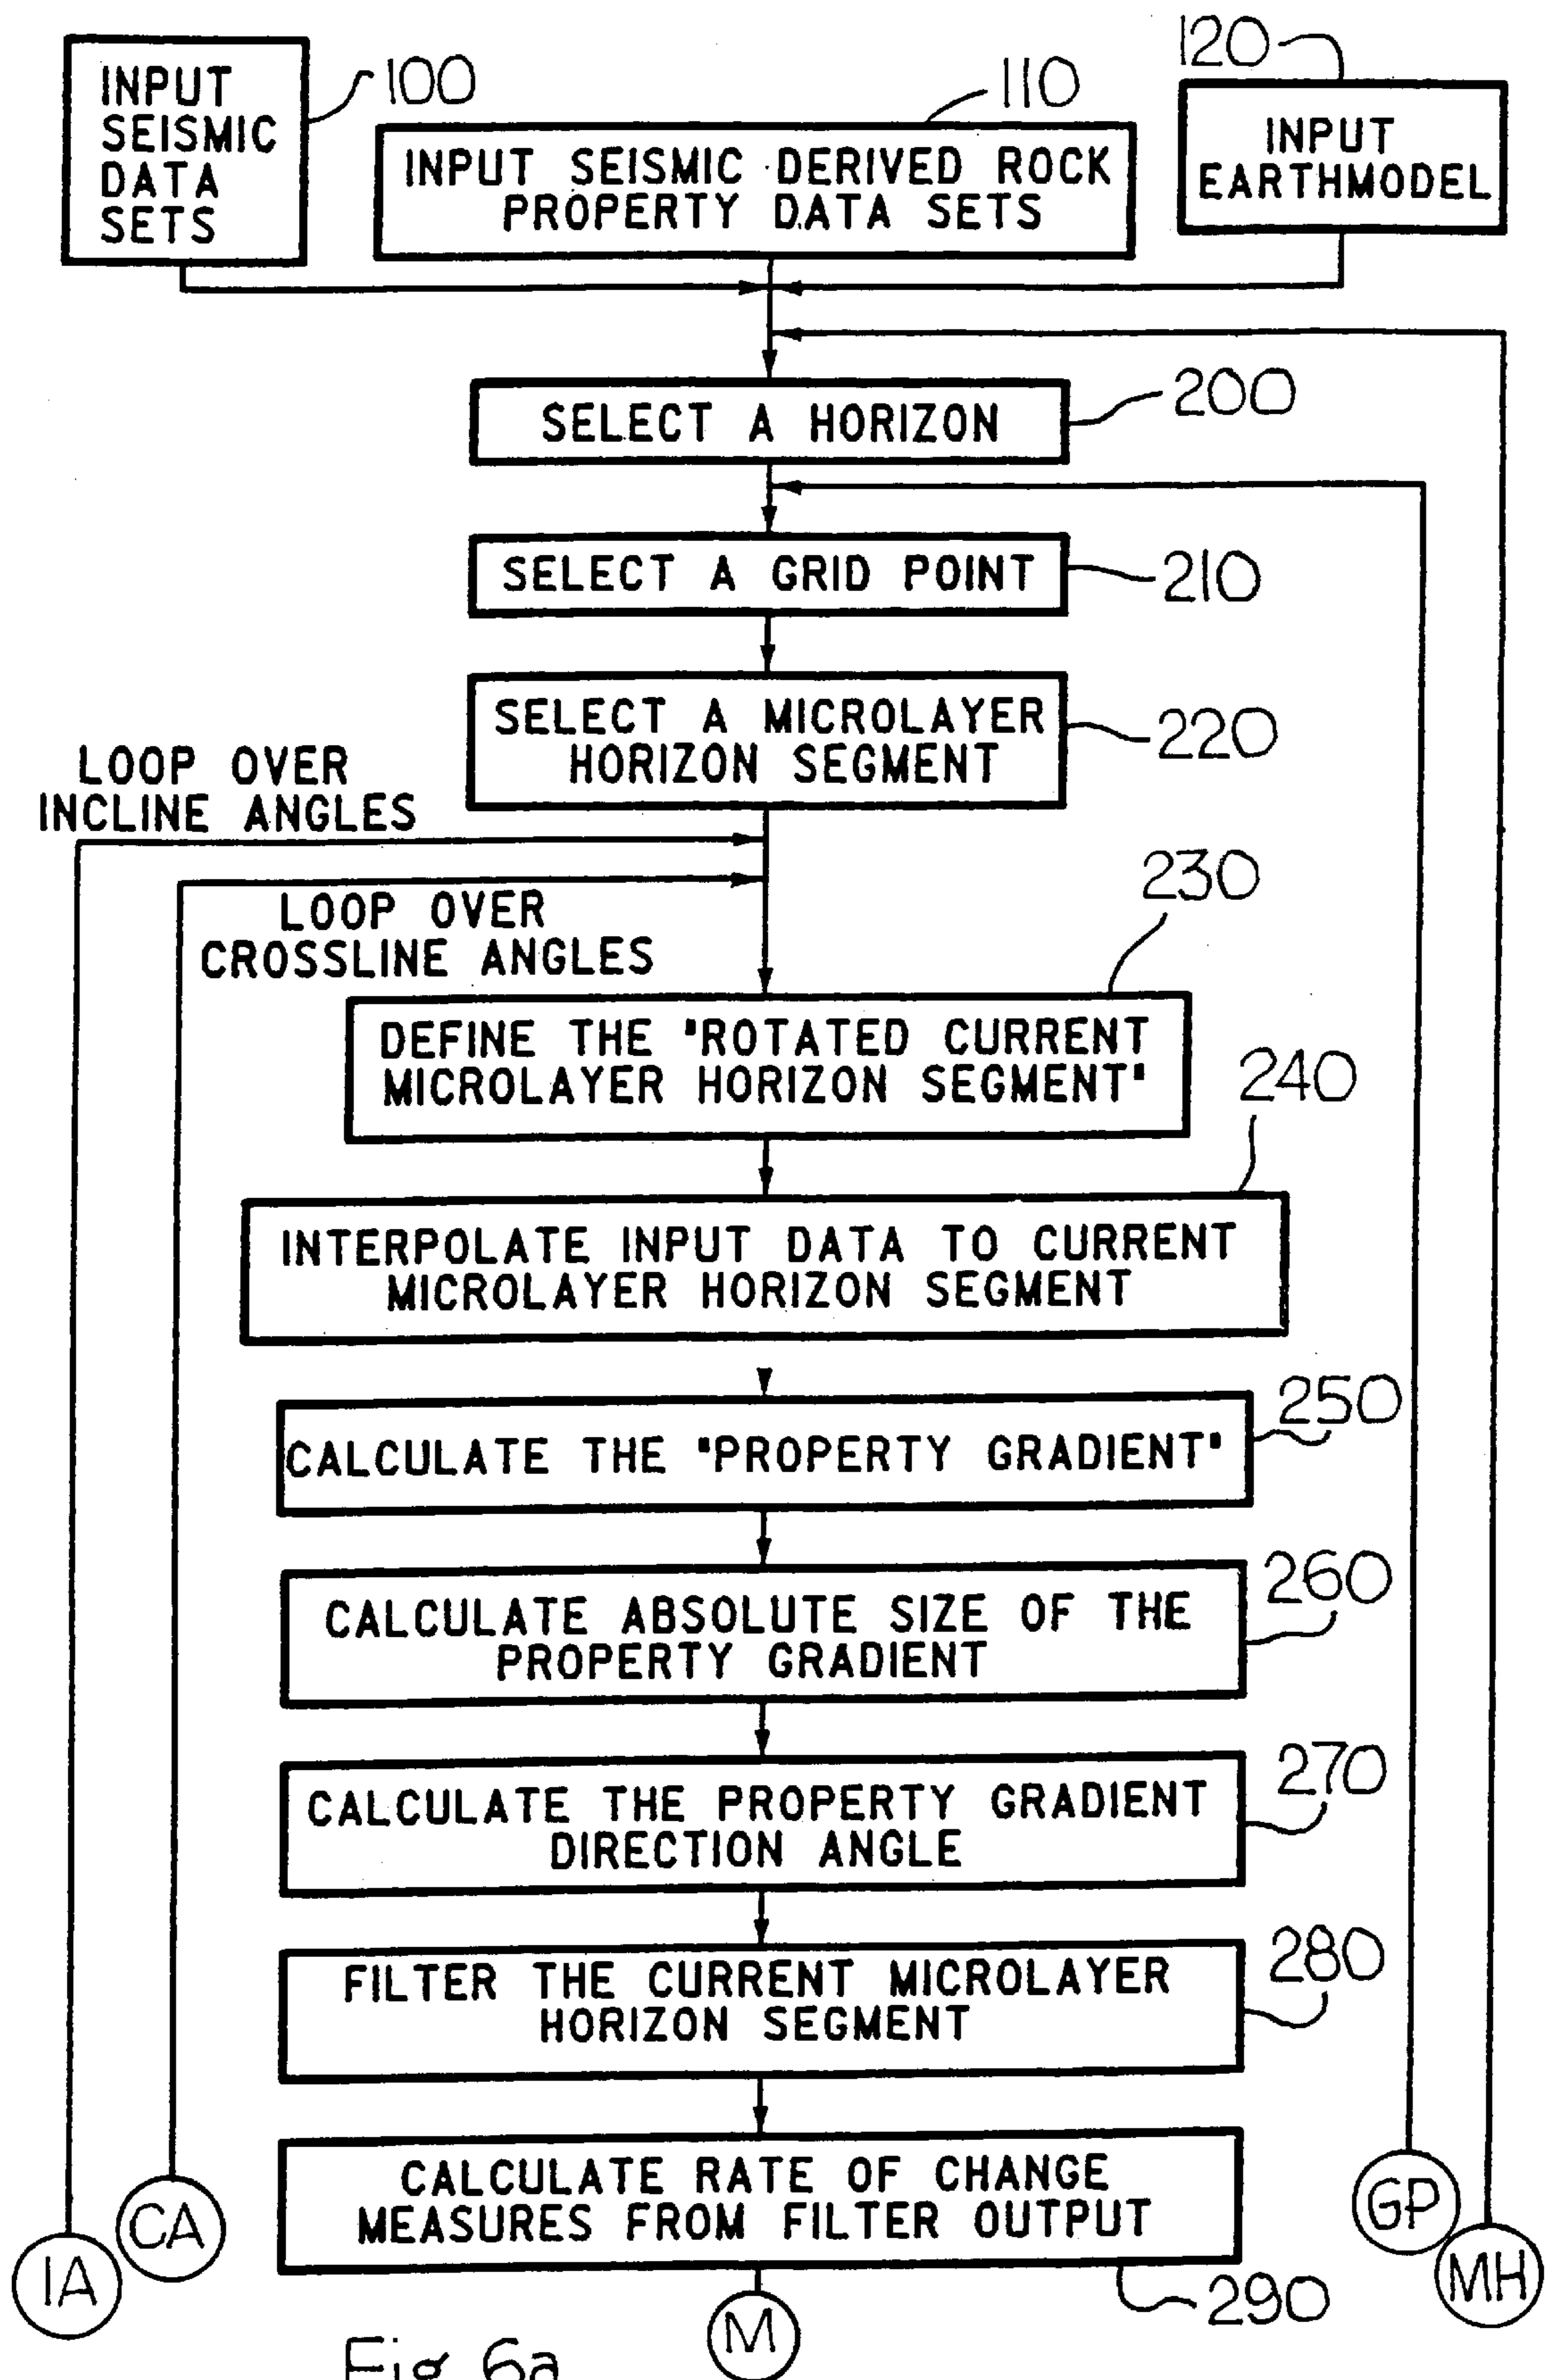 INPUT
SEISMIC
DATA
SETS
100
INPUT SEISMIC DERIVED ROCK
PROPERTY DATA SETS
110
INPUT
EARTHMODEL
120
SELECT A HORIZON
200
SELECT A GRID POINT
210
SELECT A MICROLAYER
HORIZON SEGMENT
220
LOOP OVER
INCLINE ANGLES
LOOP OVER
CROSSLINE ANGLES
230
DEFINE THE "ROTATED CURRENT
MICROLAYER HORIZON SEGMENT"
240
INTERPOLATE INPUT DATA TO CURRENT
MICROLAYER HORIZON SEGMENT
250
CALCULATE THE "PROPERTY GRADIENT"
260
CALCULATE ABSOLUTE SIZE OF THE
PROPERTY GRADIENT
270
CALCULATE THE PROPERTY GRADIENT
DIRECTION ANGLE
280
FILTER THE CURRENT MICROLAYER
HORIZON SEGMENT
CALCULATE RATE OF CHANGE
MEASURES FROM FILTER OUTPUT
290
IA
CA
GP
MH
M
Fig 6a